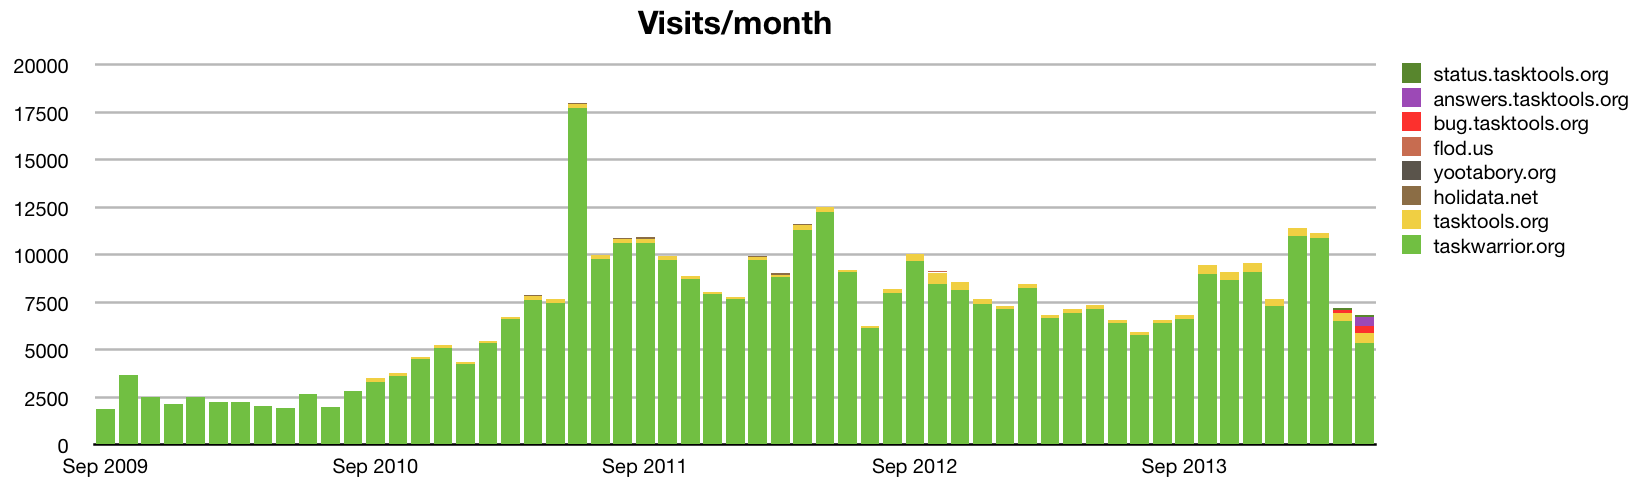 Visits/month
20000
17500
15000
12500
10000
7500
5000
2500
0
Sep 2009
Sep 2010
Sep 2011
Sep 2012
Sep 2013
status.tasktools.org
answers.tasktools.org
bug.tasktools.org
flod.us
yootabory.org
holidata.net
tasktools.org
taskwarrior.org